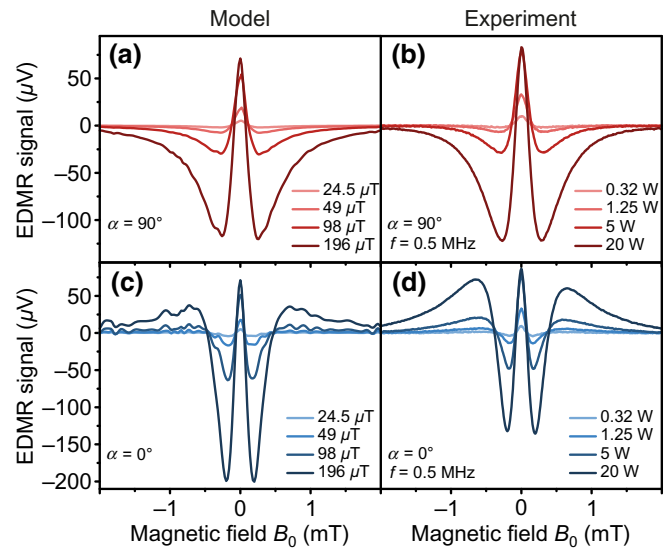 Model
Experiment
EDMR signal (µV)
50
0
−50
−100
(a)
α = 90°
24.5 µT
49 µT
98 µT
196 µT
(b)
α = 90°
f = 0.5 MHz
0.32 W
1.25 W
5 W
20 W
EDMR signal (µV)
50
0
−50
−100
−150
−200
(c)
α = 0°
24.5 µT
49 µT
98 µT
196 µT
(d)
α = 0°
f = 0.5 MHz
0.32 W
1.25 W
5 W
20 W
−1 0 1
Magnetic field B₀ (mT)
−1 0 1
Magnetic field B₀ (mT)